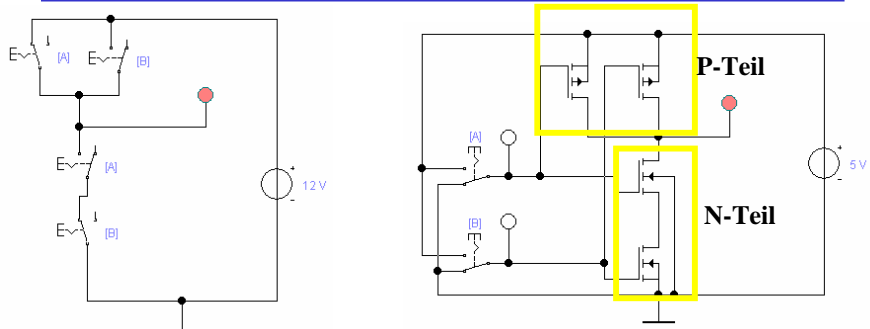 [A]
[B]
[A]
[B]
12 V
P-Teil
[A]
[B]
N-Teil
5 V